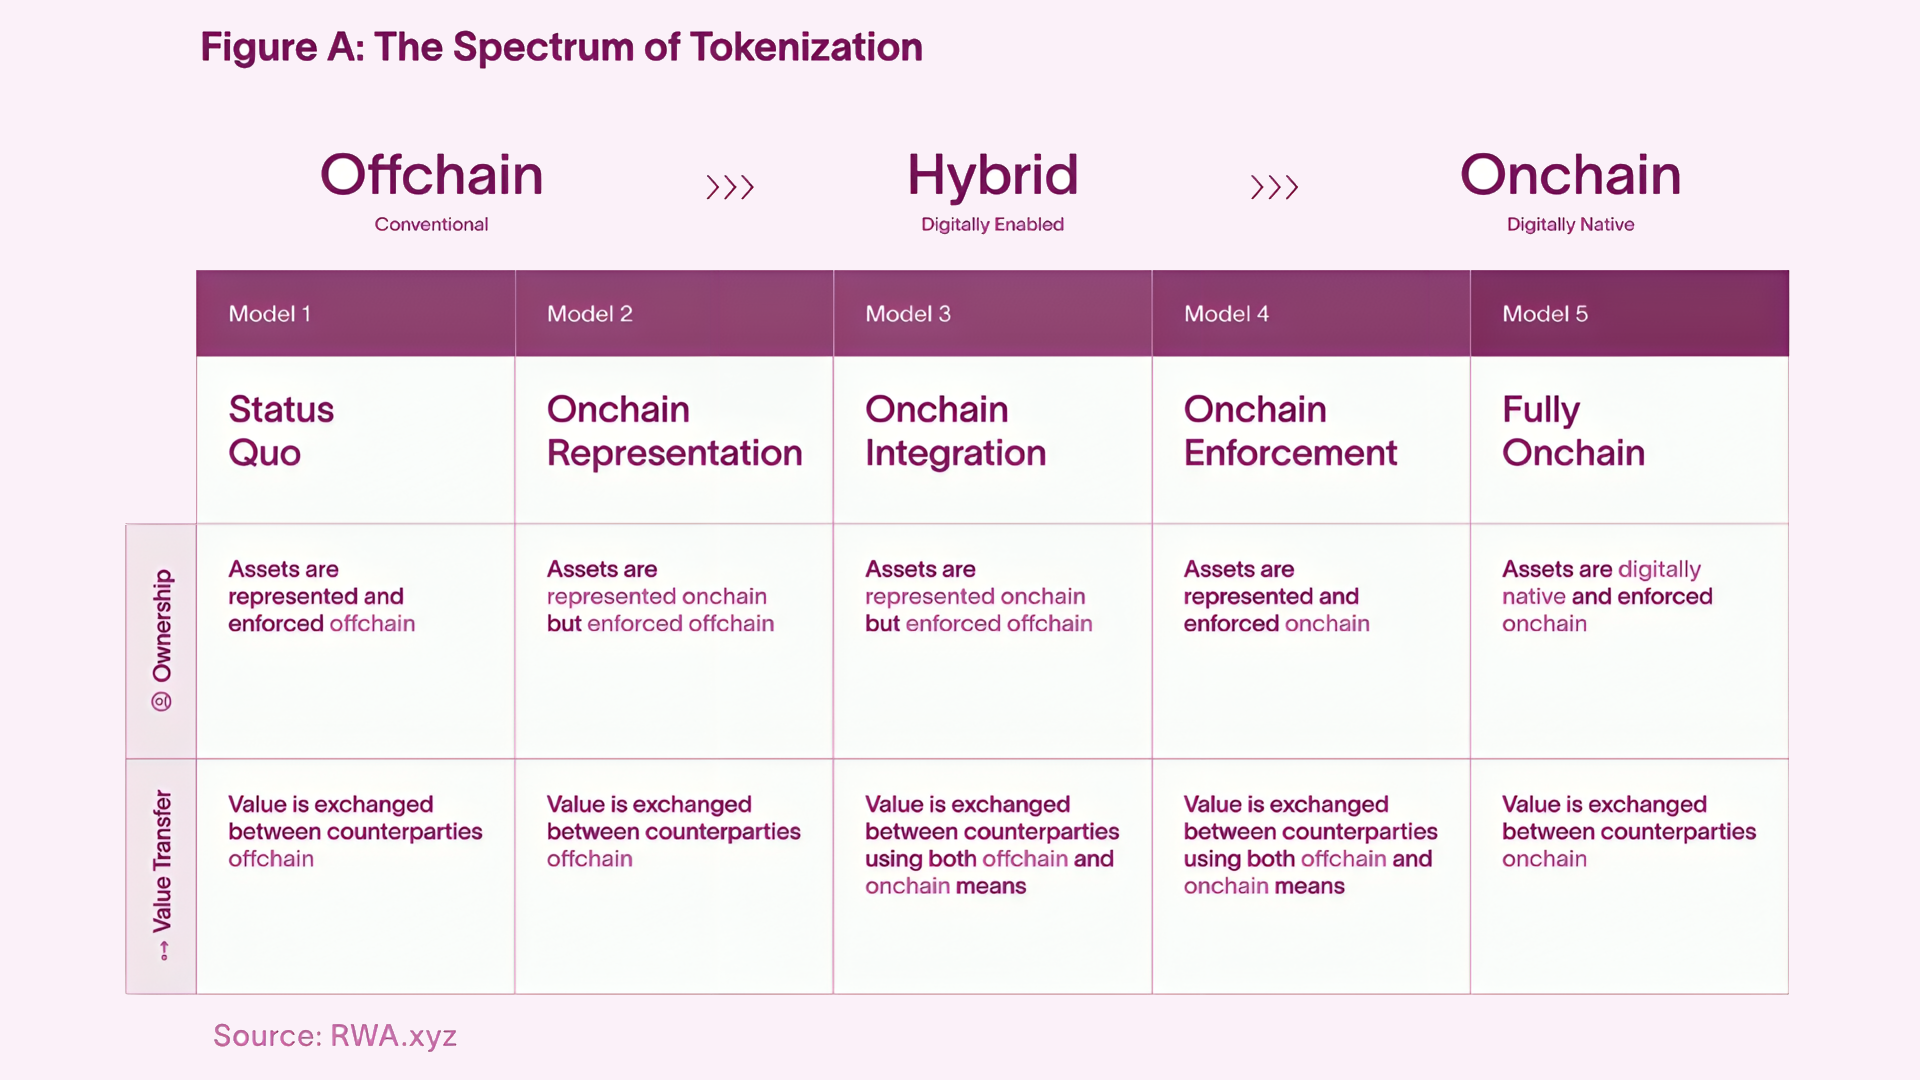 Figure A: The Spectrum of Tokenization
Offchain
Conventional
>>>
Hybrid
Digitally Enabled
>>>
Onchain
Digitally Native
Model 1
Model 2
Model 3
Model 4
Model 5
Status
Quo
Onchain
Representation
Onchain
Integration
Onchain
Enforcement
Fully
Onchain
Ownership
Assets are
represented and
enforced offchain
Assets are
represented onchain
but enforced offchain
Assets are
represented onchain
but enforced offchain
Assets are
represented and
enforced onchain
Assets are digitally
native and enforced
onchain
Value Transfer
Value is exchanged
between counterparties
offchain
Value is exchanged
between counterparties
offchain
Value is exchanged
between counterparties
using both offchain and
onchain means
Value is exchanged
between counterparties
using both offchain and
onchain means
Value is exchanged
between counterparties
onchain
Source: RWA.xyz